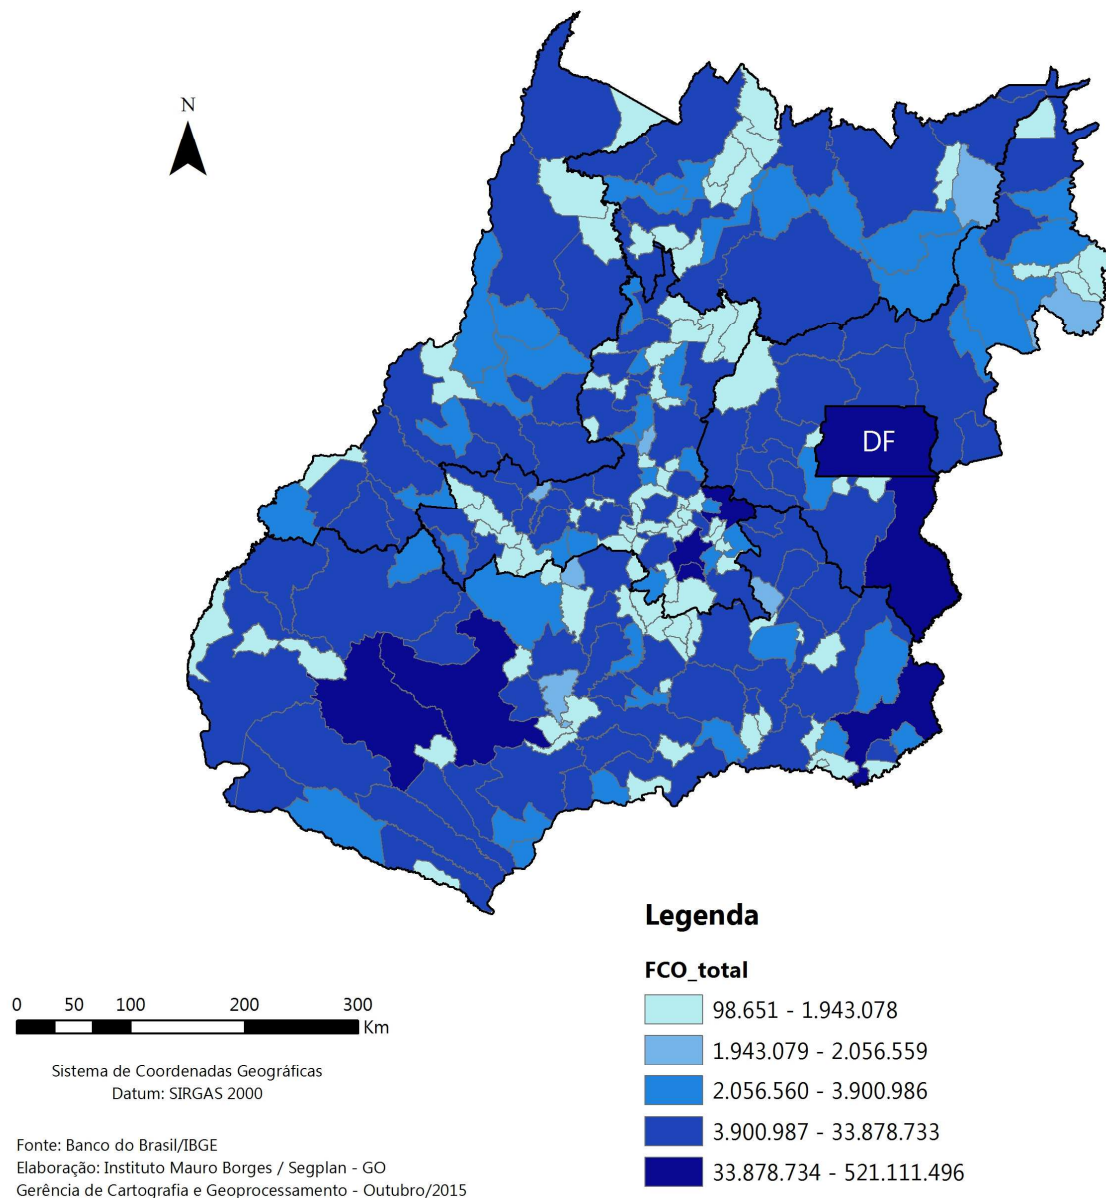 N
DF
Legenda
FCO_total
98.651 - 1.943.078
1.943.079 - 2.056.559
2.056.560 - 3.900.986
3.900.987 - 33.878.733
33.878.734 - 521.111.496
0 50 100 200 300
Km
Sistema de Coordenadas Geográficas
Datum: SIRGAS 2000
Fonte: Banco do Brasil/IBGE
Elaboração: Instituto Mauro Borges / Segplan - GO
Gerência de Cartografia e Geoprocessamento - Outubro/2015